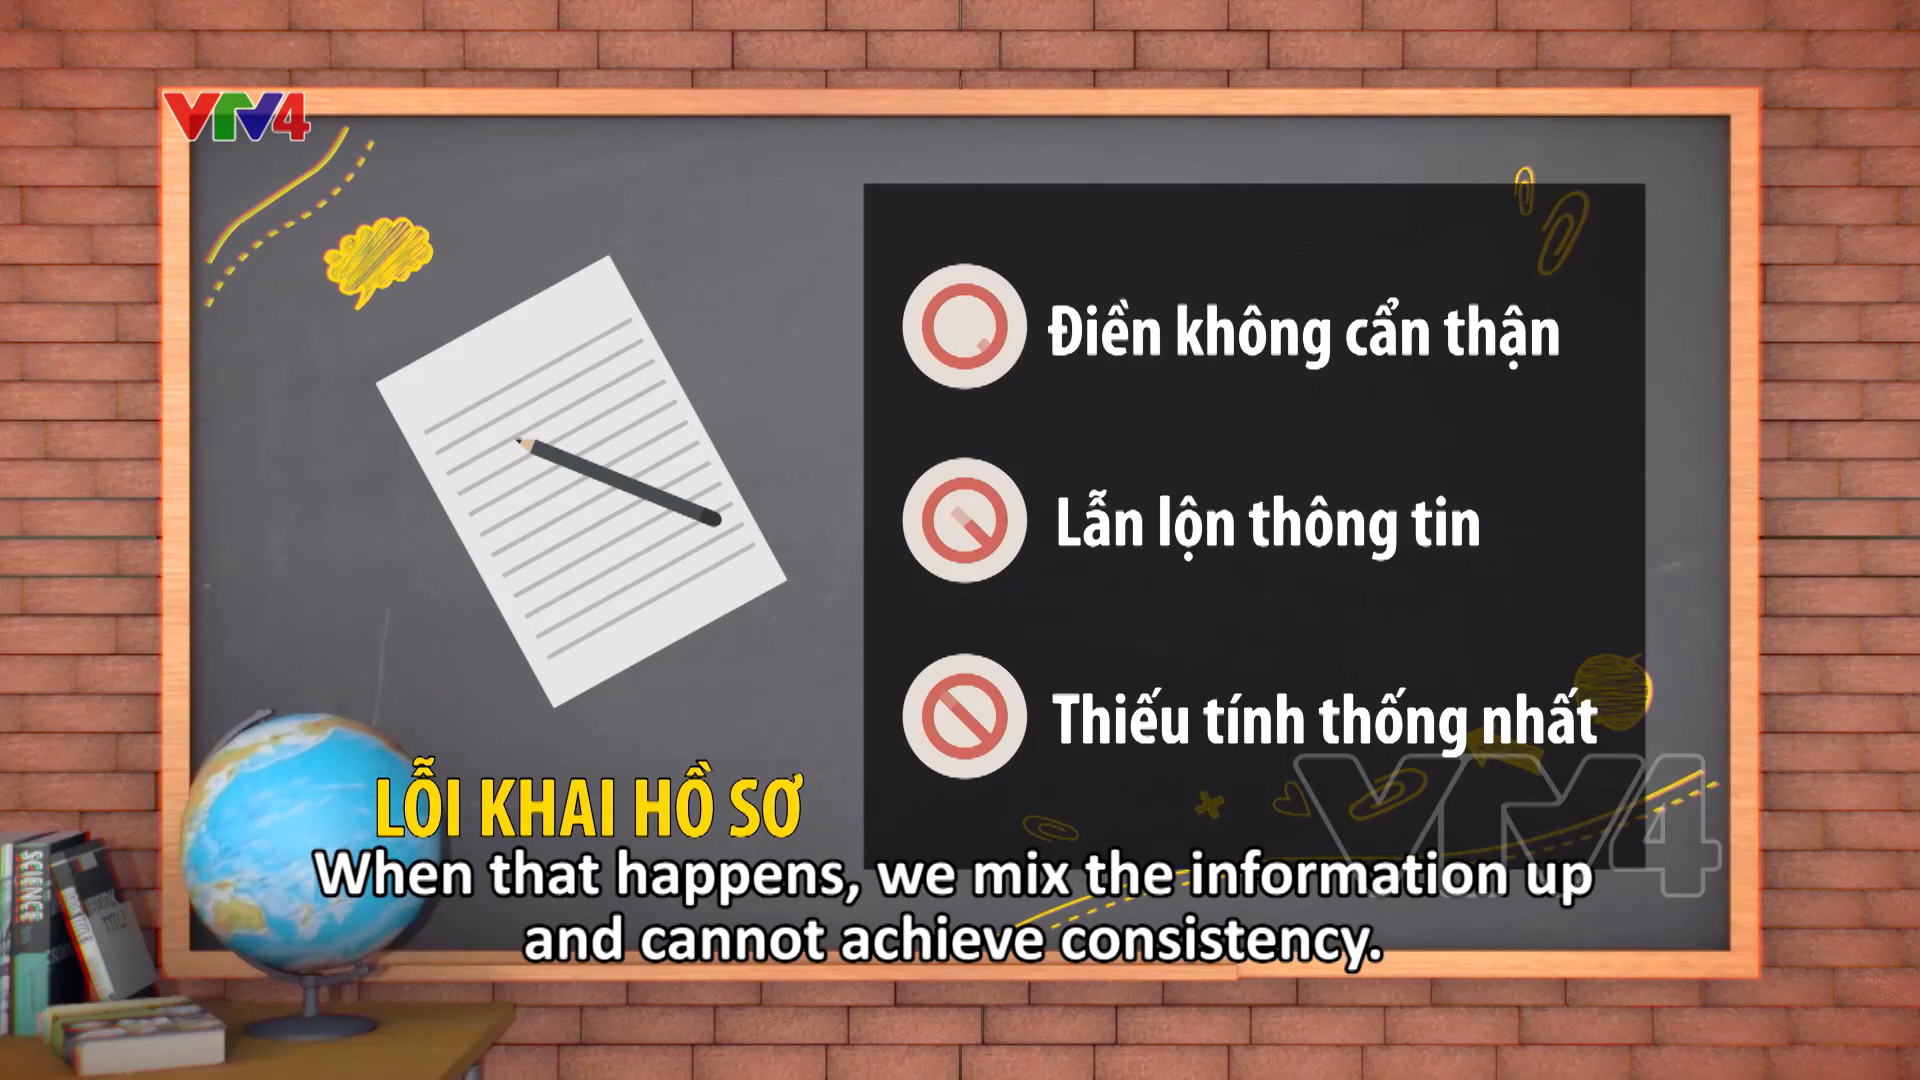 VTV4
Điền không cẩn thận
Lẫn lộn thông tin
Thiếu tính thống nhất
LỖI KHAI HỒ SƠ
VTV4
When that happens, we mix the information up
and cannot achieve consistency.
SCIENCE